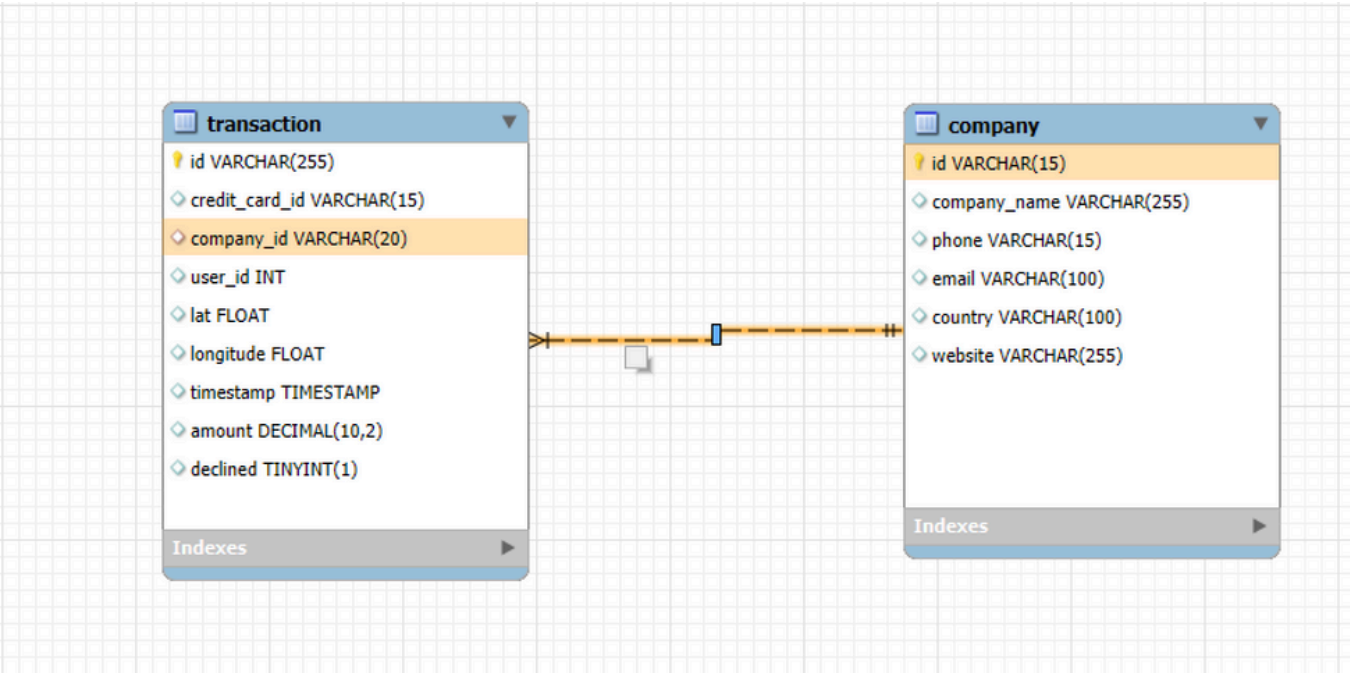 transaction
id VARCHAR(255)
credit_card_id VARCHAR(15)
company_id VARCHAR(20)
user_id INT
lat FLOAT
longitude FLOAT
timestamp TIMESTAMP
amount DECIMAL(10,2)
declined TINYINT(1)
Indexes
company
id VARCHAR(15)
company_name VARCHAR(255)
phone VARCHAR(15)
email VARCHAR(100)
country VARCHAR(100)
website VARCHAR(255)
Indexes